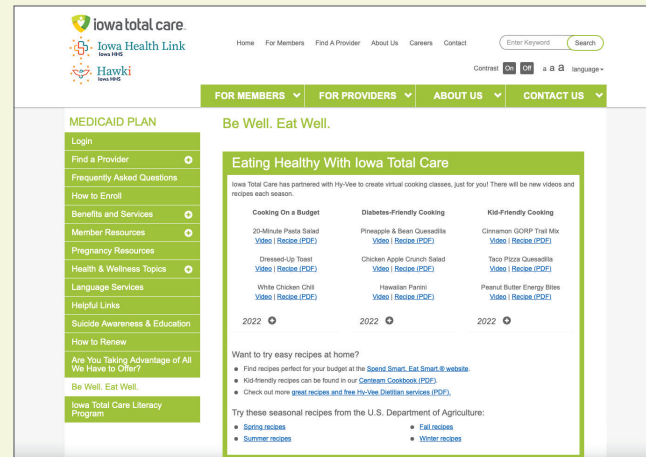 iowa total care.
Iowa Health Link
Iowa HHS
Hawki
Iowa HHS
Home For Members Find A Provider About Us Careers Contact
Enter Keyword Search
Contrast On Off a a a language
FOR MEMBERS FOR PROVIDERS ABOUT US CONTACT US
MEDICAID PLAN
Login
Find a Provider
Frequently Asked Questions
How to Enroll
Benefits and Services
Member Resources
Pregnancy Resources
Health & Wellness Topics
Language Services
Helpful Links
Suicide Awareness & Education
How to Renew
Are You Taking Advantage of All
We Have to Offer?
Be Well. Eat Well.
Iowa Total Care Literacy
Program
Be Well. Eat Well.
Eating Healthy With Iowa Total Care
Iowa Total Care has partnered with Hy-Vee to create virtual cooking classes, just for you! There will be new videos and
recipes each season.
Cooking On a Budget Diabetes-Friendly Cooking Kid-Friendly Cooking
20-Minute Pasta Salad Pineapple & Bean Quesadilla Cinnamon GORP Trail Mix
Video | Recipe (PDF) Video | Recipe (PDF) Video | Recipe (PDF)
Dressed-Up Toast Chicken Apple Crunch Salad Taco Pizza Quesadilla
Video | Recipe (PDF) Video | Recipe (PDF) Video | Recipe (PDF)
White Chicken Chili Hawaiian Panini Peanut Butter Energy Bites
Video | Recipe (PDF) Video | Recipe (PDF) Video | Recipe (PDF)
2022 2022 2022
Want to try easy recipes at home?
Find recipes perfect for your budget at the Spend Smart. Eat Smart.® website.
Kid-friendly recipes can be found in our Centeam Cookbook (PDF).
Check out more great recipes and free Hy-Vee Dietitian services (PDF).
Try these seasonal recipes from the U.S. Department of Agriculture:
Spring recipes Fall recipes
Summer recipes Winter recipes